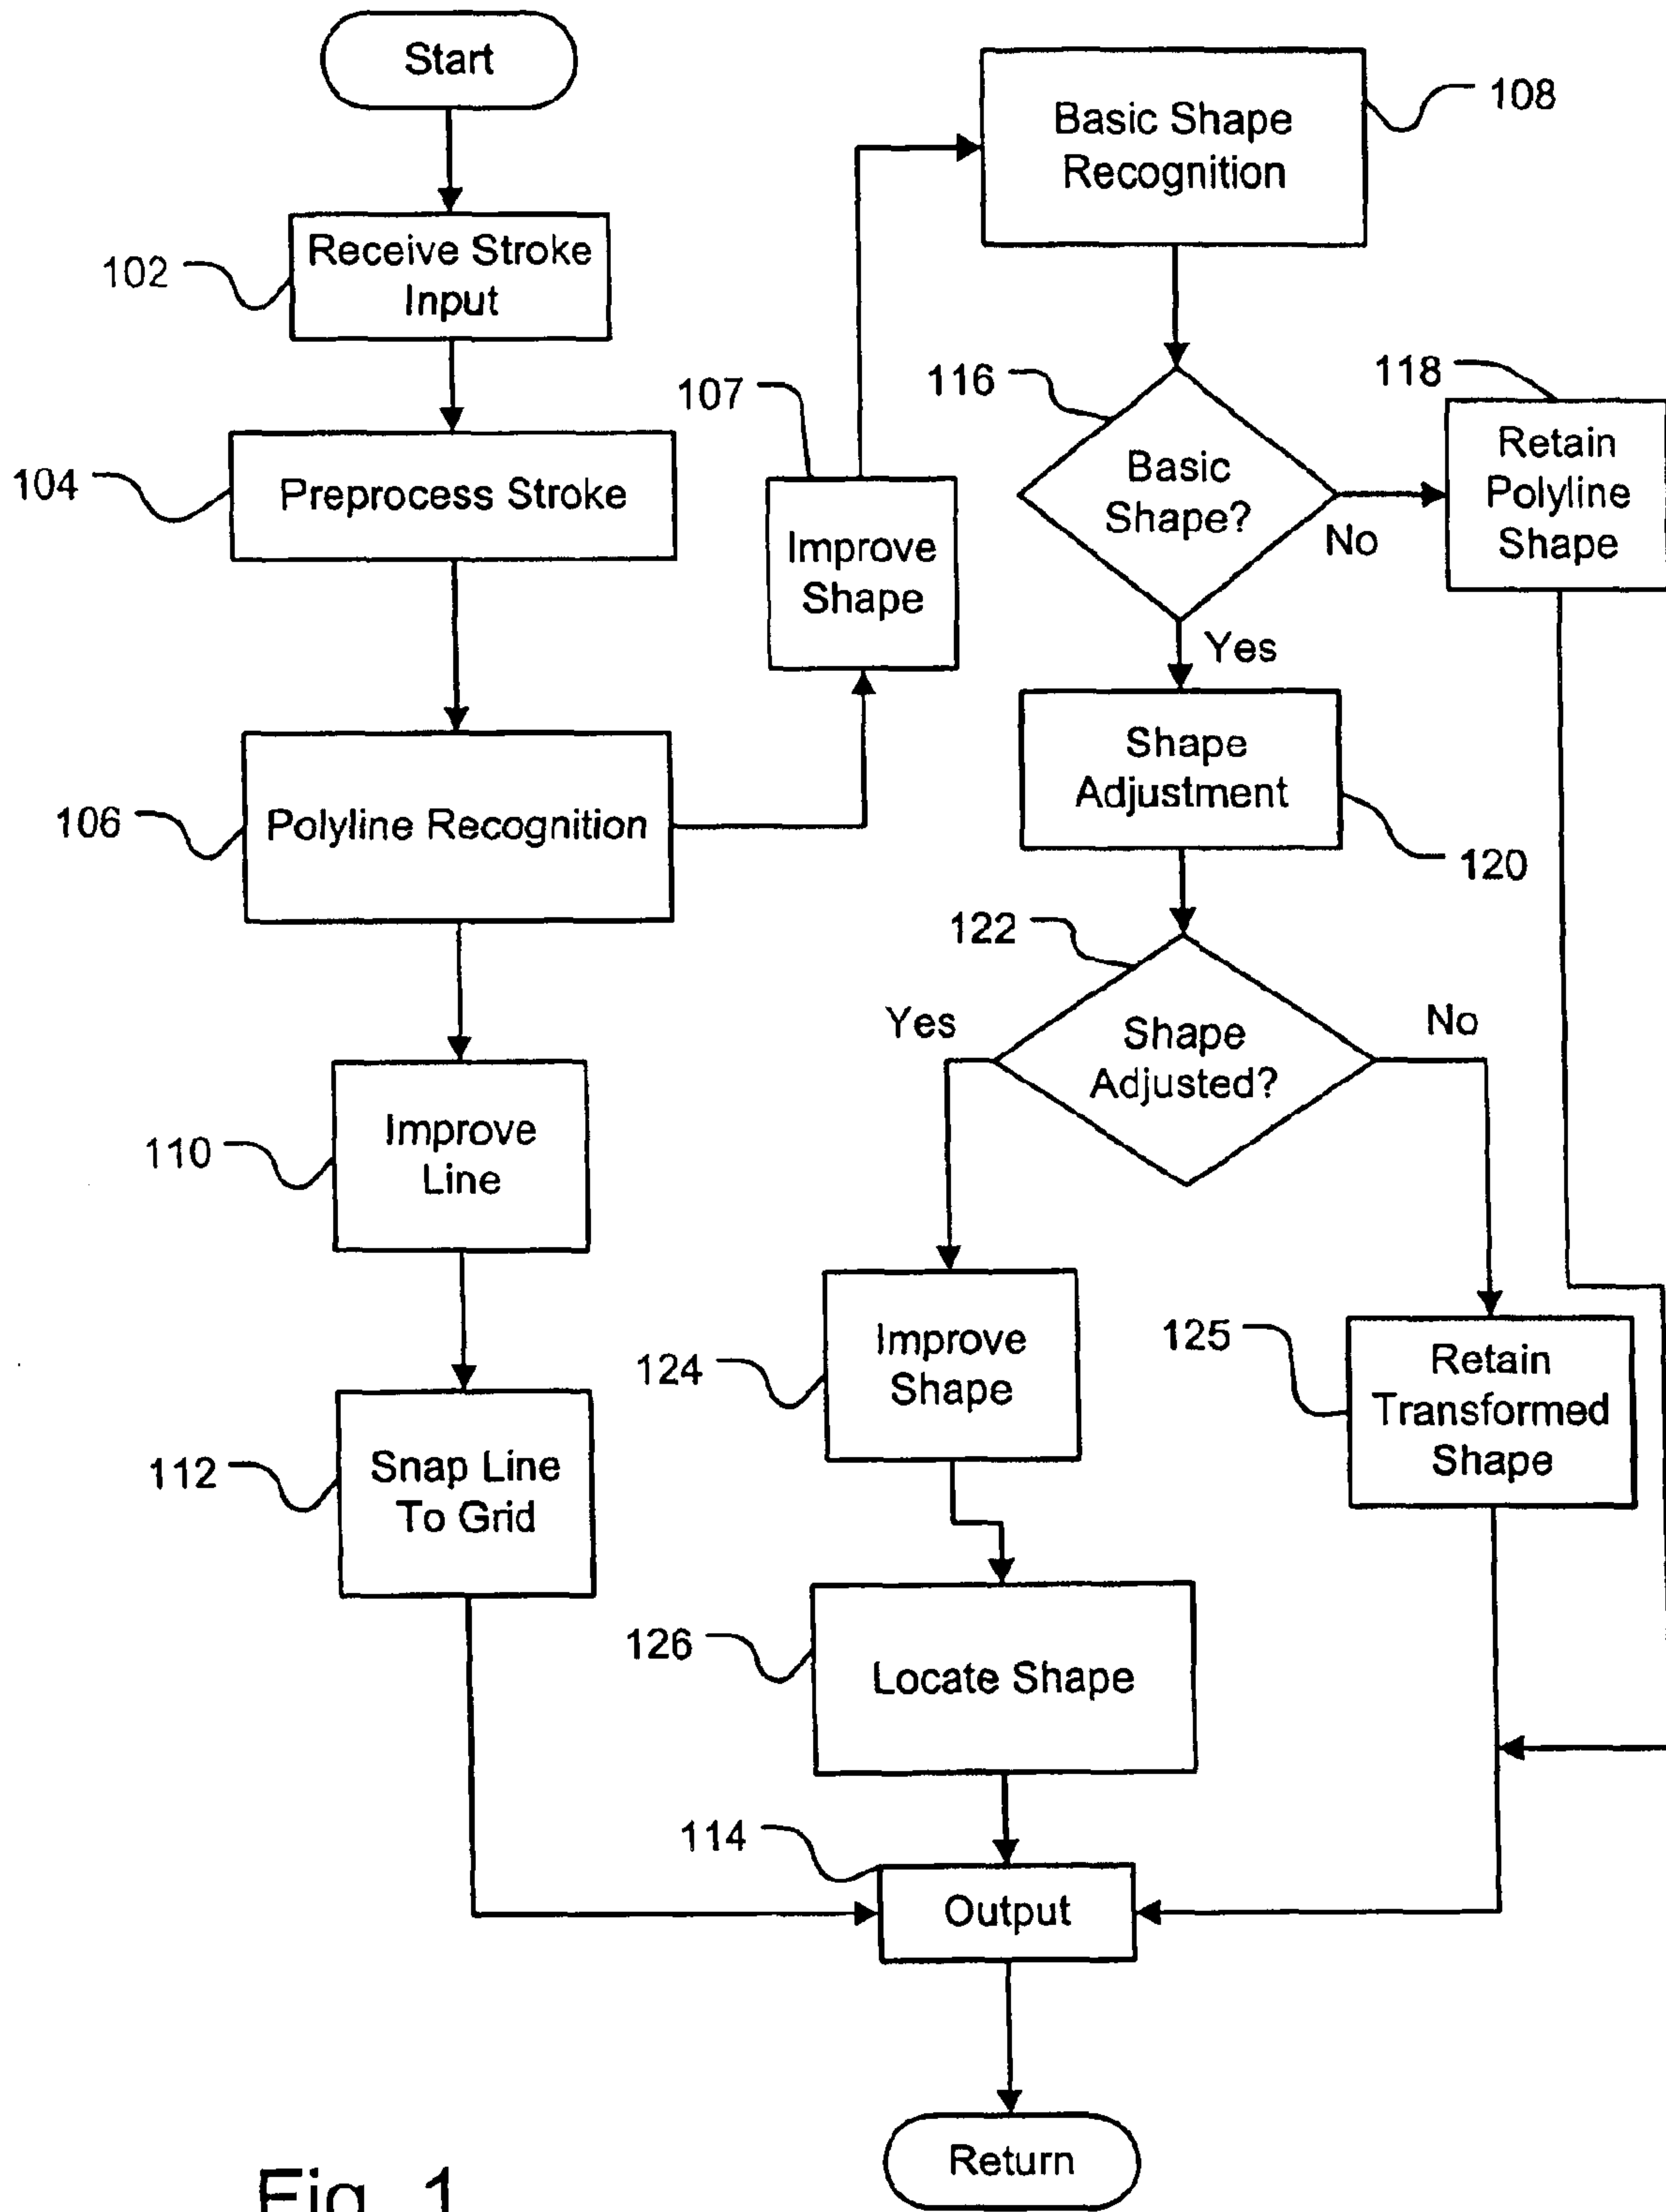 Start
102
Receive Stroke
Input
104
Preprocess Stroke
106
Polyline Recognition
107
Improve
Shape
110
Improve
Line
112
Snap Line
To Grid
108
Basic Shape
Recognition
116
Basic
Shape?
No
Yes
118
Retain
Polyline
Shape
Shape
Adjustment
120
122
Shape
Adjusted?
Yes
No
124
Improve
Shape
125
Retain
Transformed
Shape
126
Locate Shape
114
Output
Return
Fig. 1